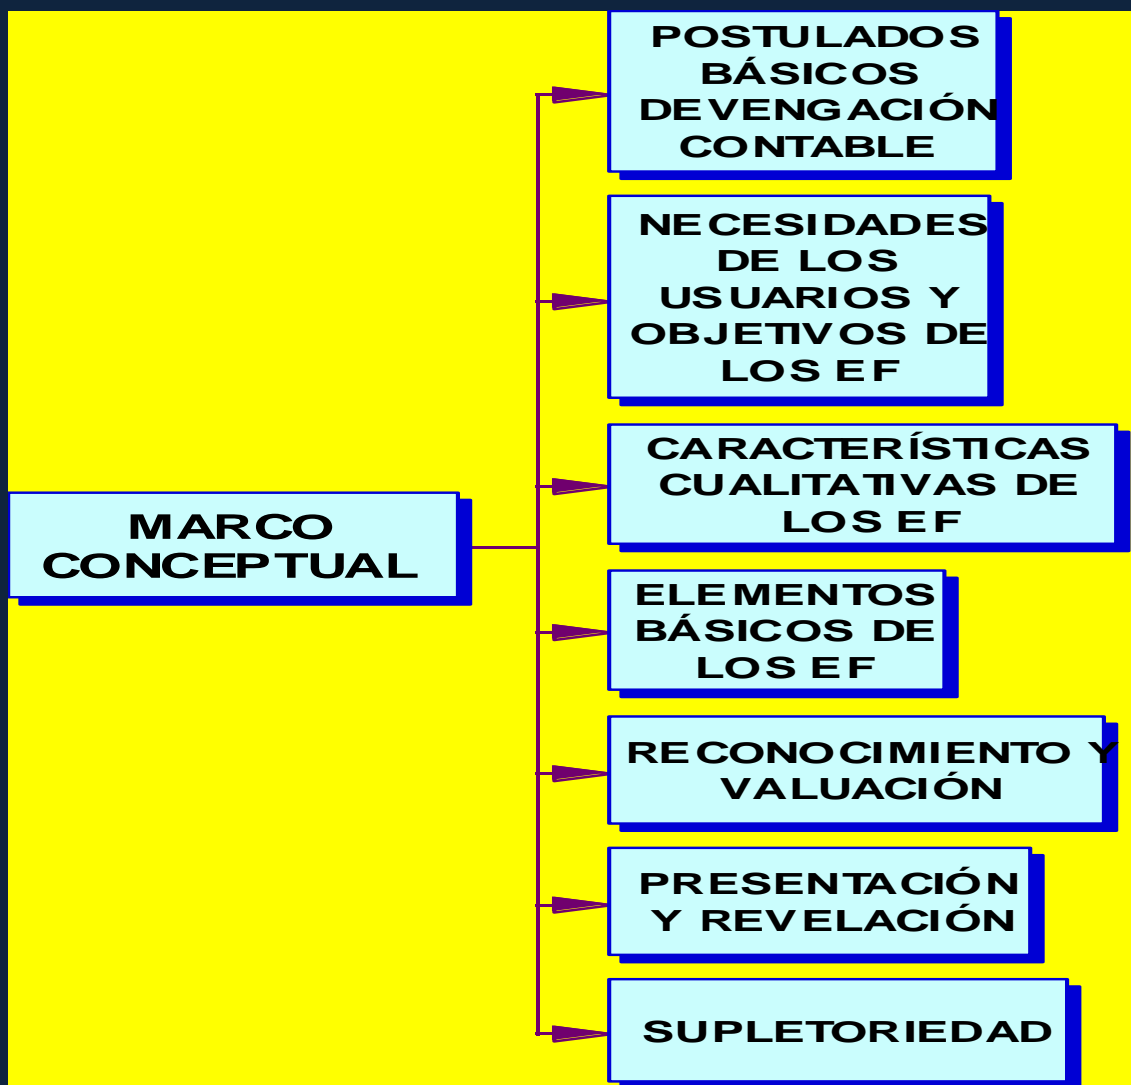 POSTULADOS
BÁSICOS
DEVENGACIÓN
CONTABLE
NECESIDADES
DE LOS
USUARIOS Y
OBJETIVOS DE
LOS EF
CARACTERÍSTICAS
CUALITATIVAS DE
LOS EF
MARCO
CONCEPTUAL
ELEMENTOS
BÁSICOS DE
LOS EF
RECONOCIMIENTO Y
VALUACIÓN
PRESENTACIÓN
Y REVELACIÓN
SUPLETORIEDAD